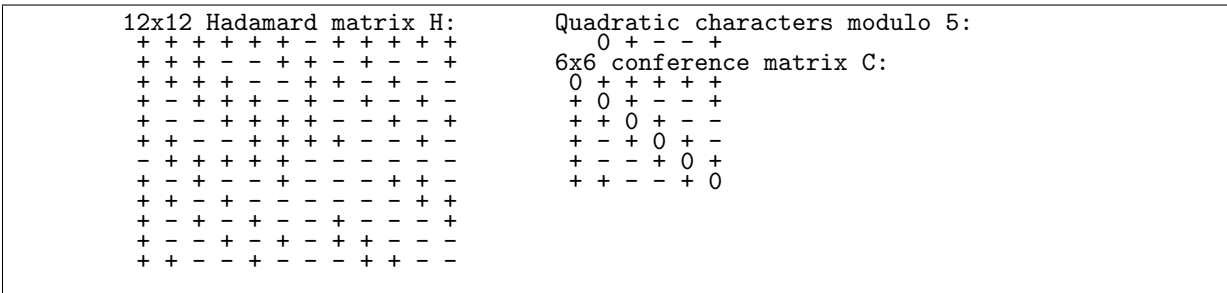 12x12 Hadamard matrix H:
+ + + + + + - + + + + +
+ + + - - + + - + - - +
+ + + + - - + + - + - -
+ - + + + - + - + - + -
+ - - + + + + - - + - +
+ + - - + + + + - - + -
- + + + + + - - - - - -
+ - + - - + - - - + + -
+ + - + - - - - - - + +
+ - + - + - - + - - - +
+ - - + - + - + + - - -
+ + - - + - - - + + - -
Quadratic characters modulo 5:
0 + - - +
6x6 conference matrix C:
0 + + + + +
+ 0 + - - +
+ + 0 + - -
+ - + 0 + -
+ - - + 0 +
+ + - - + 0